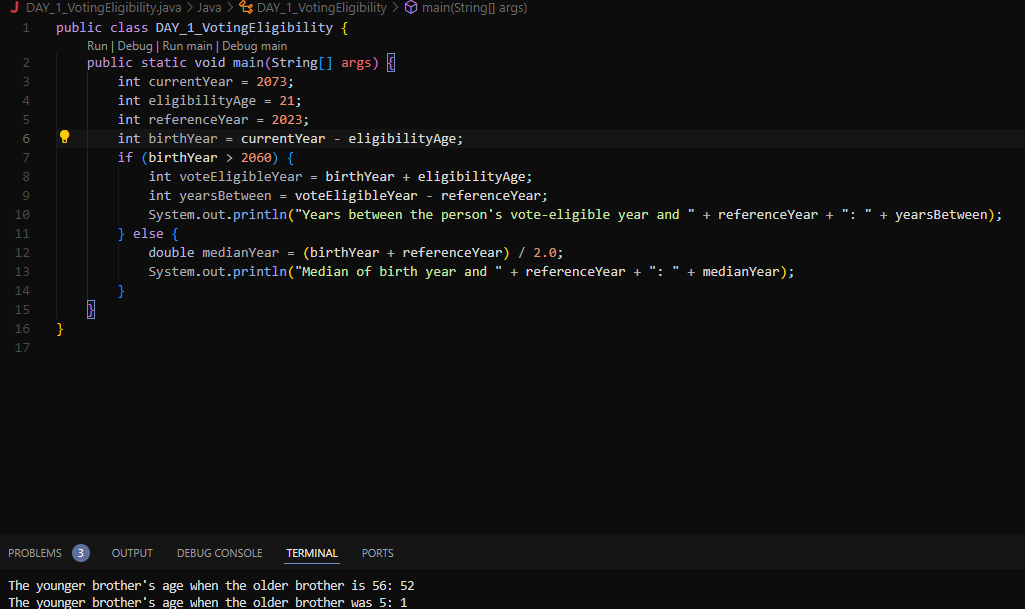 DAY_1_VotingEligibility.java > Java > DAY_1_VotingEligibility > main(String[] args)
1 public class DAY_1_VotingEligibility {
Run | Debug | Run main | Debug main
2 public static void main(String[] args) {
3 int currentYear = 2073;
4 int eligibilityAge = 21;
5 int referenceYear = 2023;
6 int birthYear = currentYear - eligibilityAge;
7 if (birthYear > 2060) {
8 int voteEligibleYear = birthYear + eligibilityAge;
9 int yearsBetween = voteEligibleYear - referenceYear;
10 System.out.println("Years between the person's vote-eligible year and " + referenceYear + ": " + yearsBetween);
11 } else {
12 double medianYear = (birthYear + referenceYear) / 2.0;
13 System.out.println("Median of birth year and " + referenceYear + ": " + medianYear);
14 }
15 }
16 }
17
PROBLEMS 3 OUTPUT DEBUG CONSOLE TERMINAL PORTS
The younger brother's age when the older brother is 56: 52
The younger brother's age when the older brother was 5: 1